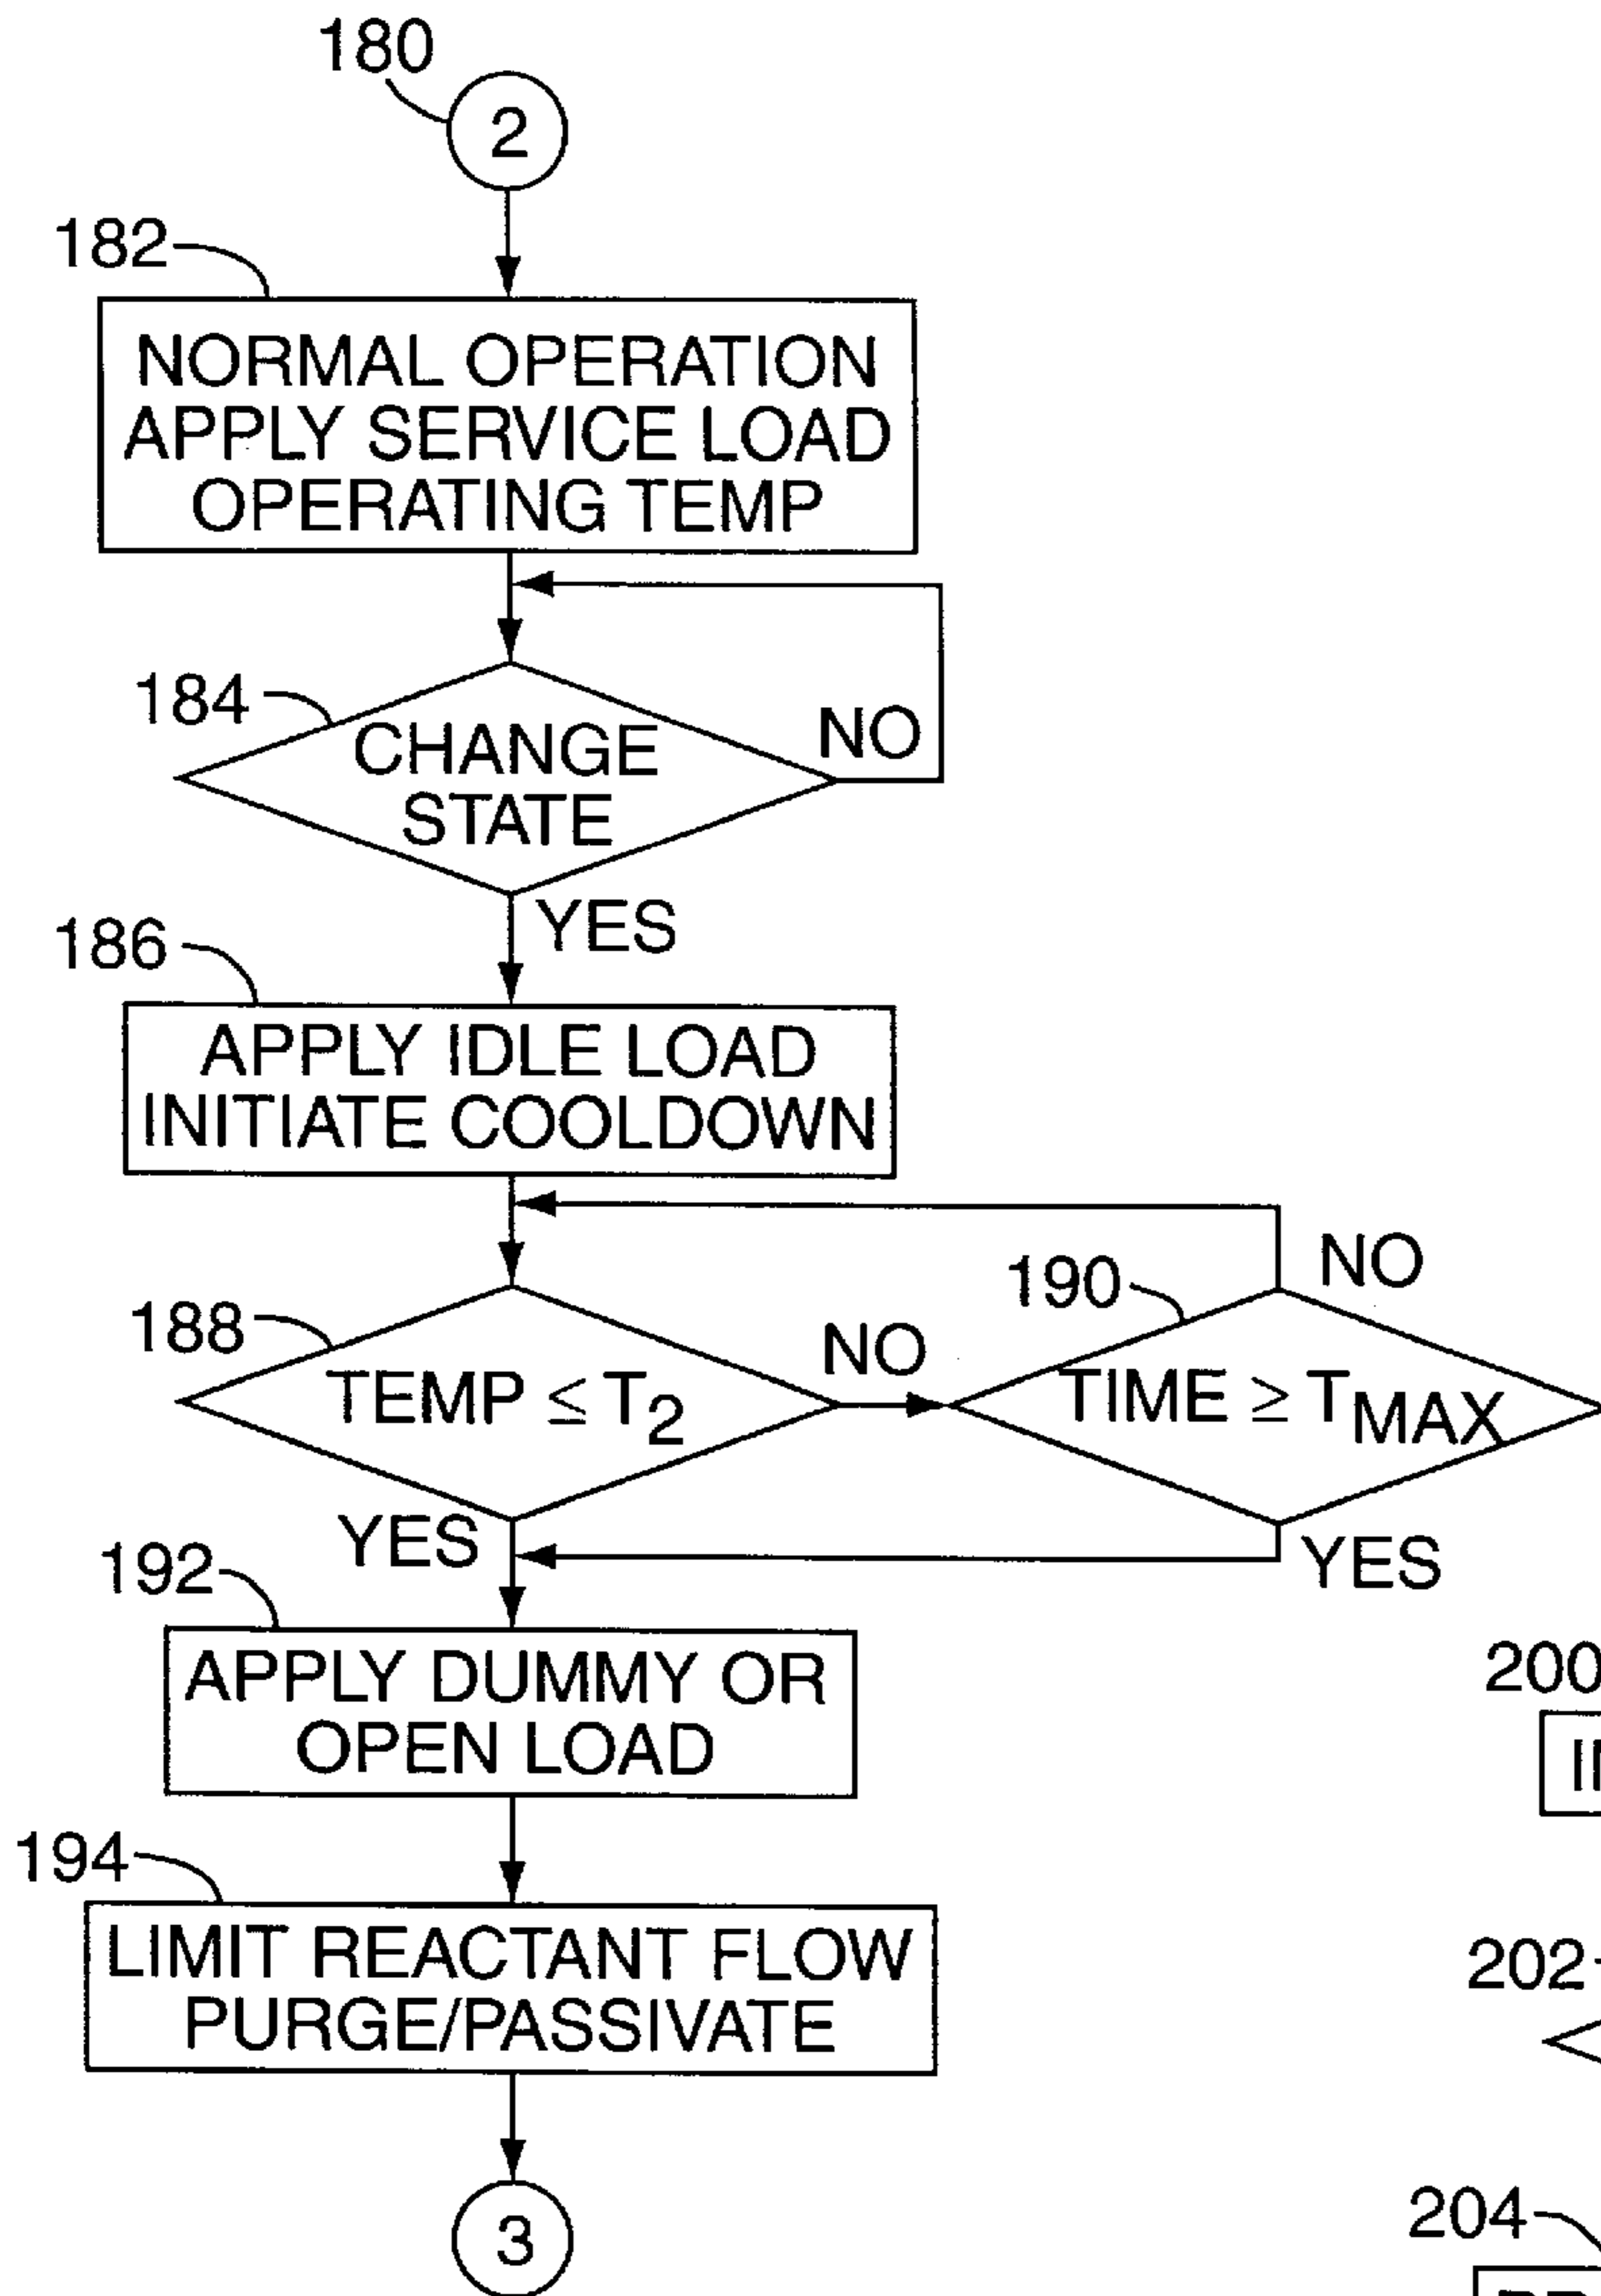 180
2
182
NORMAL OPERATION
APPLY SERVICE LOAD
OPERATING TEMP
184
CHANGE
STATE
NO
YES
186
APPLY IDLE LOAD
INITIATE COOLDOWN
188
TEMP ≤ T2
NO
190
TIME ≥ TMAX
NO
YES
YES
192
APPLY DUMMY OR
OPEN LOAD
194
LIMIT REACTANT FLOW
PURGE/PASSIVATE
3
200
202
204